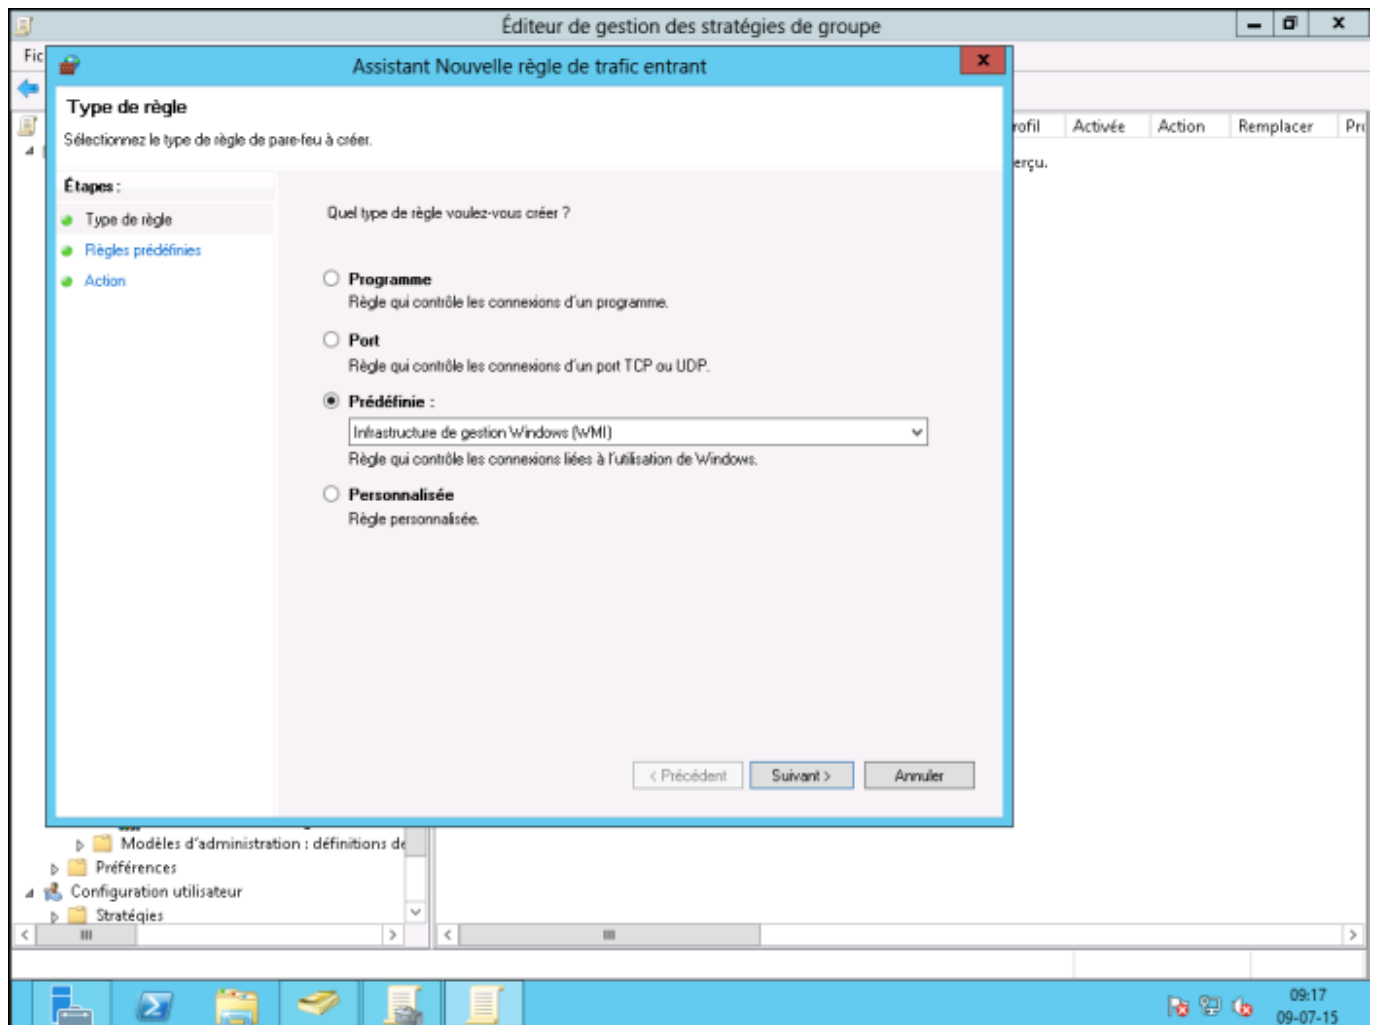 Éditeur de gestion des stratégies de groupe
Fic
Assistant Nouvelle règle de trafic entrant
Type de règle
Sélectionnez le type de règle de pare-feu à créer.
rofil Activée Action Remplacer Pro
erçu.
Étapes :
Type de règle
Règles prédéfinies
Action
Quel type de règle voulez-vous créer ?
Programme
Règle qui contrôle les connexions d'un programme.
Port
Règle qui contrôle les connexions d'un port TCP ou UDP.
Prédéfinie :
Infrastructure de gestion Windows (WMI)
Règle qui contrôle les connexions liées à l'utilisation de Windows.
Personnalisée
Règle personnalisée.
< Précédent Suivant > Annuler
Modèles d'administration : définitions de
Préférences
Configuration utilisateur
Stratégies
09:17
09-07-15